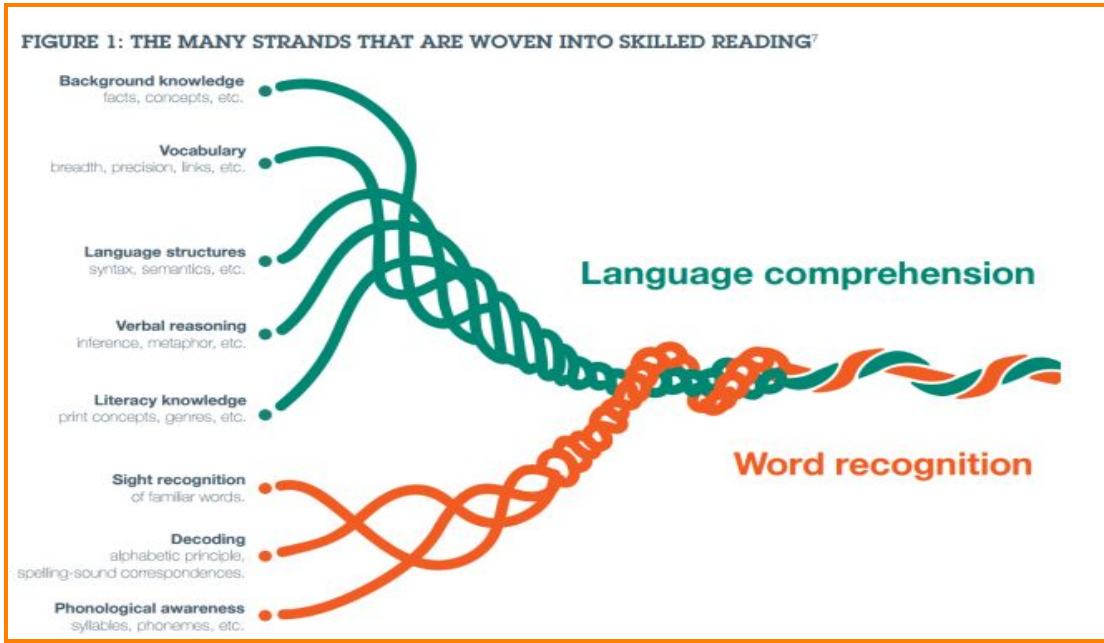 FIGURE 1: THE MANY STRANDS THAT ARE WOVEN INTO SKILLED READING⁷
Background knowledge
facts, concepts, etc.
Vocabulary
breadth, precision, links, etc.
Language structures
syntax, semantics, etc.
Verbal reasoning
inference, metaphor, etc.
Literacy knowledge
print concepts, genres, etc.
Language comprehension
Word recognition
Sight recognition
of familiar words.
Decoding
alphabetic principle,
spelling-sound correspondences.
Phonological awareness
syllables, phonemes, etc.